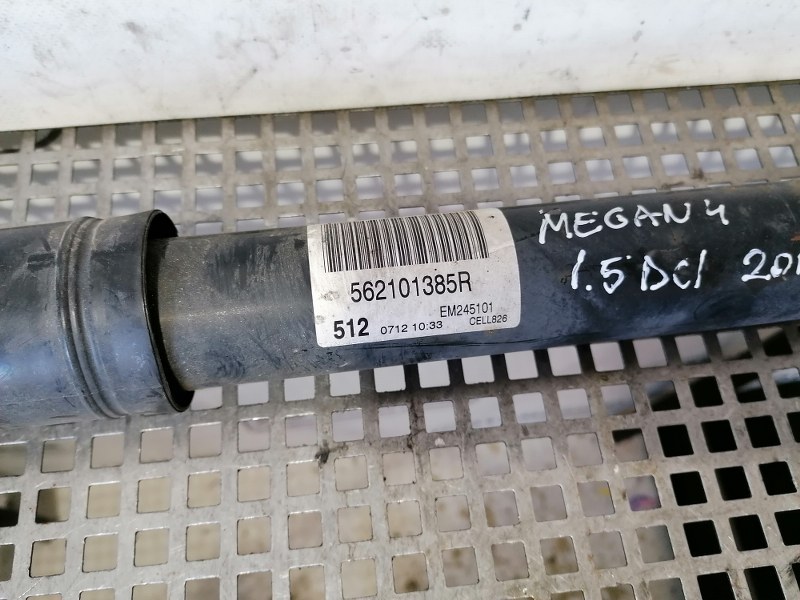 562101385R
EM245101
512 0712 10:33 CELL826
MEGAN 4
1.5 DCI